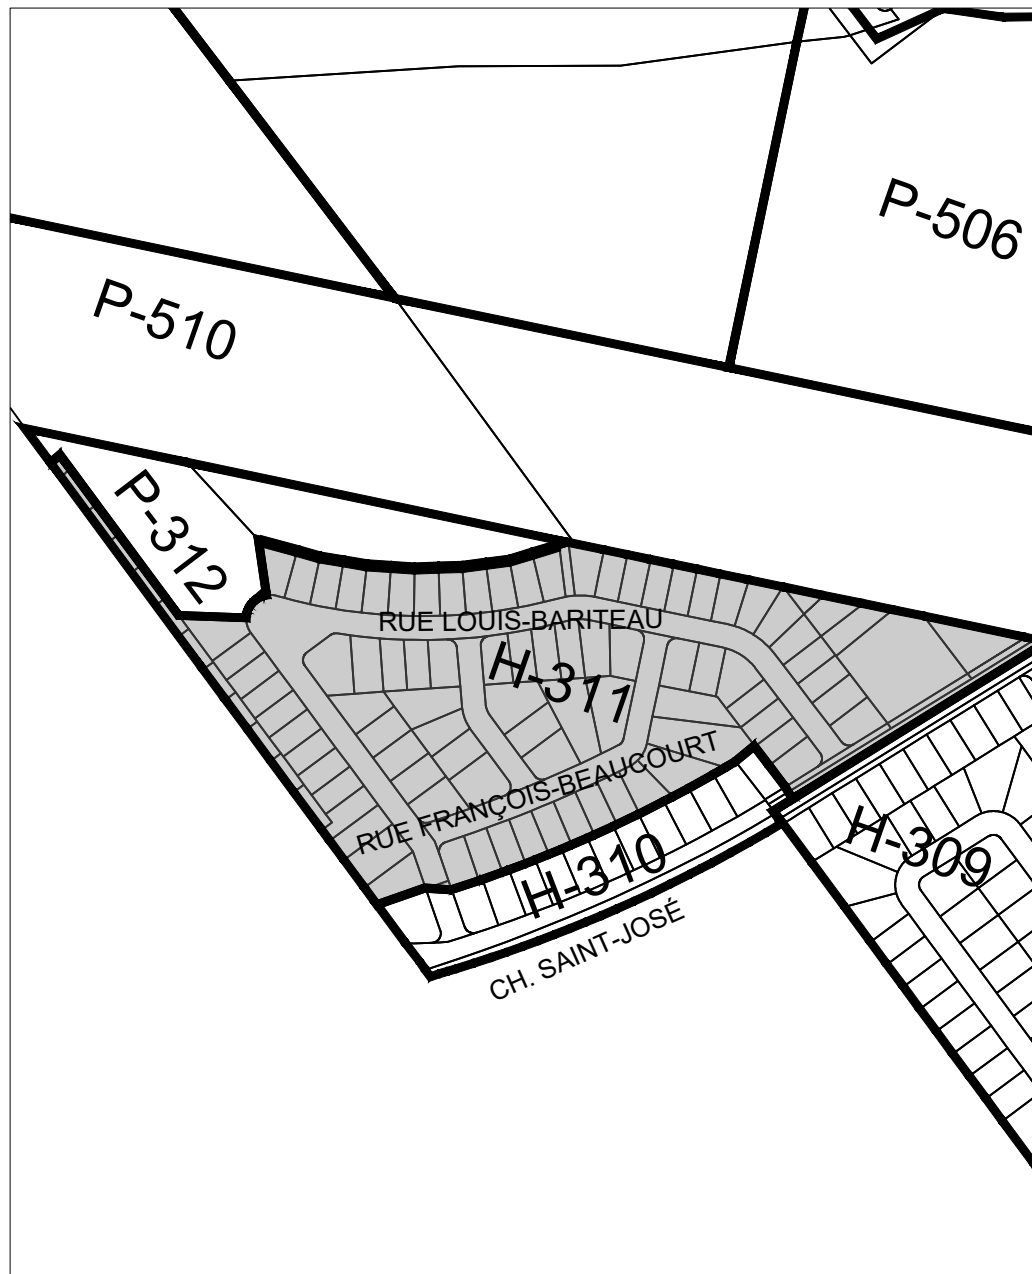 P-506
P-510
P-312
RUE LOUIS-BARITEAU
H-311
RUE FRANÇOIS-BEAUCOURT
H-309
H-310
CH. SAINT-JOSÉ